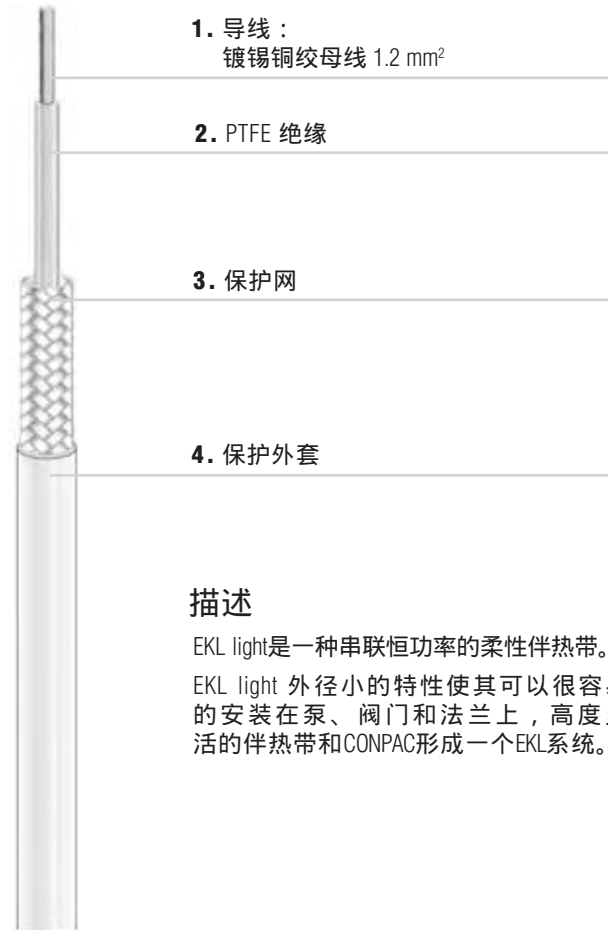 1. 导线：
镀锡铜绞母线 1.2 mm²
2. PTFE 绝缘
3. 保护网
4. 保护外套
描述
EKL light是一种串联恒功率的柔性伴热带。
EKL light 外径小的特性使其可以很容
的安装在泵、阀门和法兰上，高度
活的伴热带和CONPAC形成一个EKL系统。